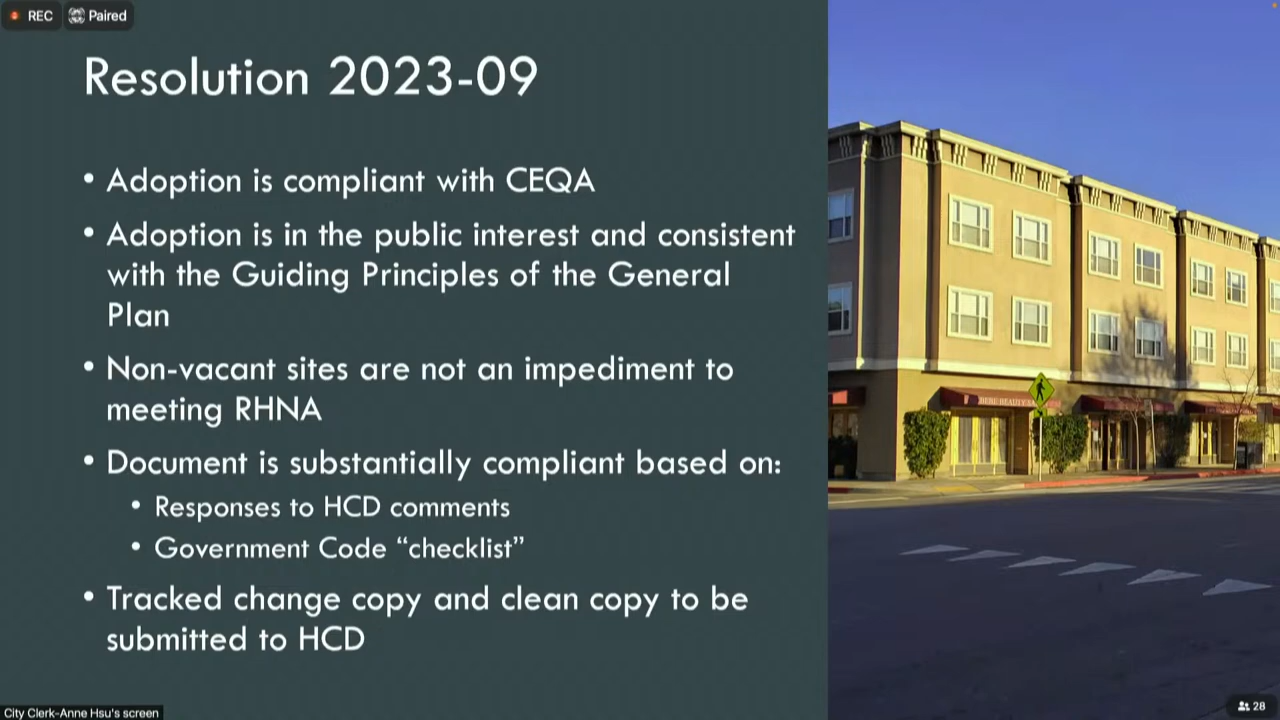 REC
Paired
Resolution 2023-09
• Adoption is compliant with CEQA
• Adoption is in the public interest and consistent
with the Guiding Principles of the General
Plan
• Non-vacant sites are not an impediment to
meeting RHNA
• Document is substantially compliant based on:
• Responses to HCD comments
• Government Code “checklist”
• Tracked change copy and clean copy to be
submitted to HCD
City Clerk-Anne Hsu's screen
28